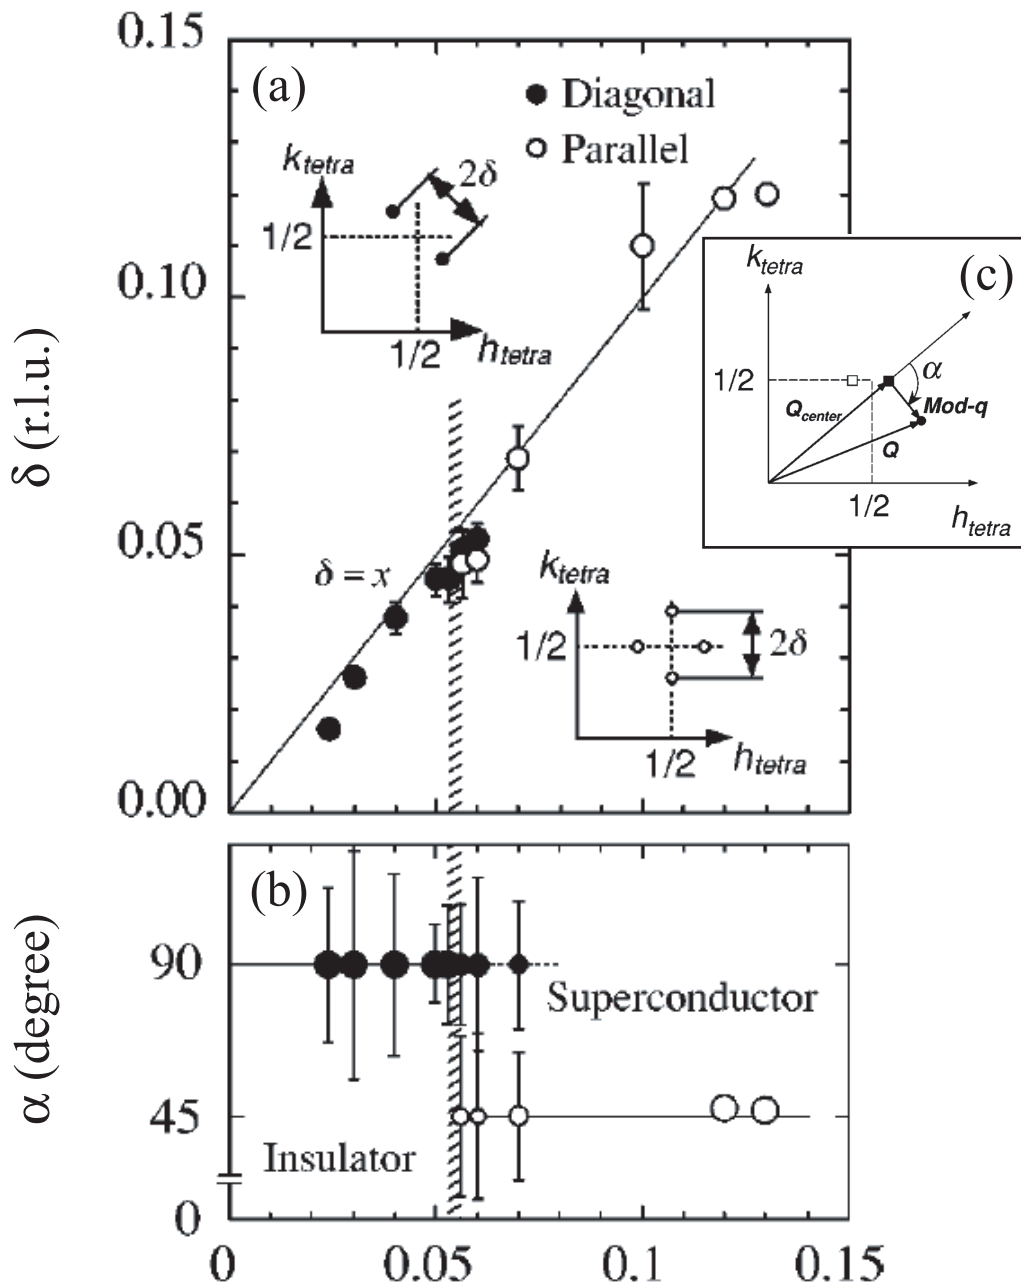 0.15
(a)
● Diagonal
○ Parallel
k_tetra
2δ
1/2
1/2
h_tetra
0.10
(c)
k_tetra
1/2
α
Q_center
Mod-q
Q
1/2
h_tetra
δ (r.l.u.)
0.05
δ = x
k_tetra
1/2
2δ
1/2
h_tetra
0.00
(b)
90
Superconductor
α (degree)
45
Insulator
0
0
0.05
0.1
0.15